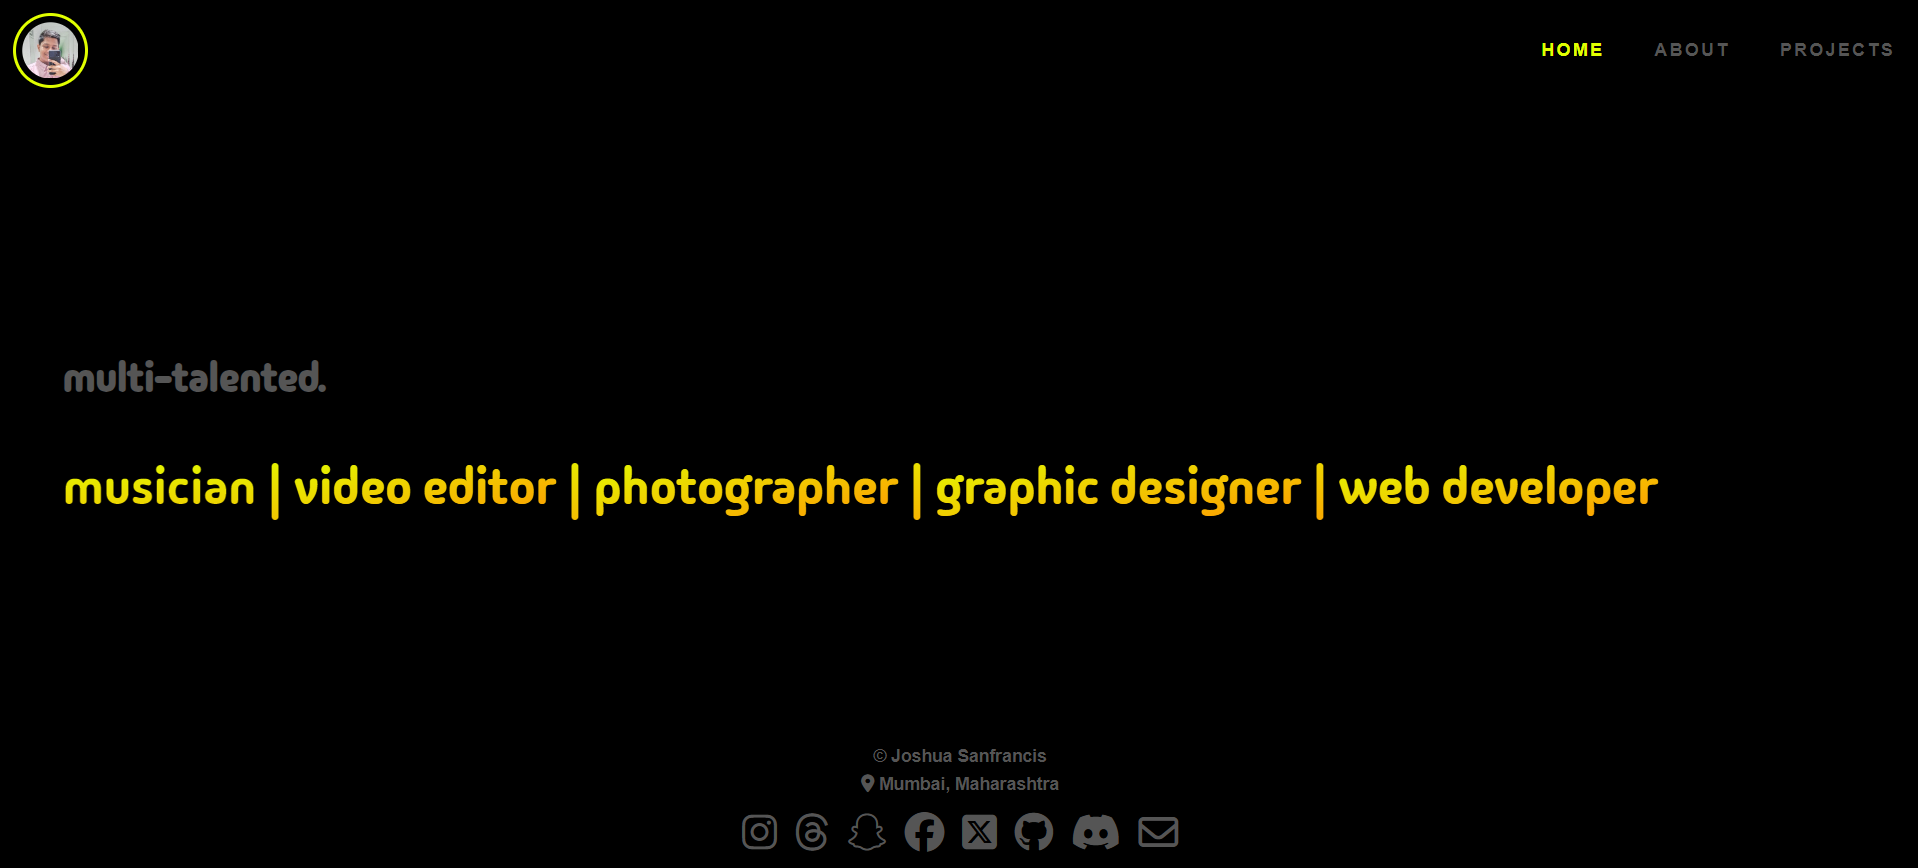 HOME ABOUT PROJECTS
multi-talented.
musician | video editor | photographer | graphic designer | web developer
© Joshua Sanfrancis
Mumbai, Maharashtra